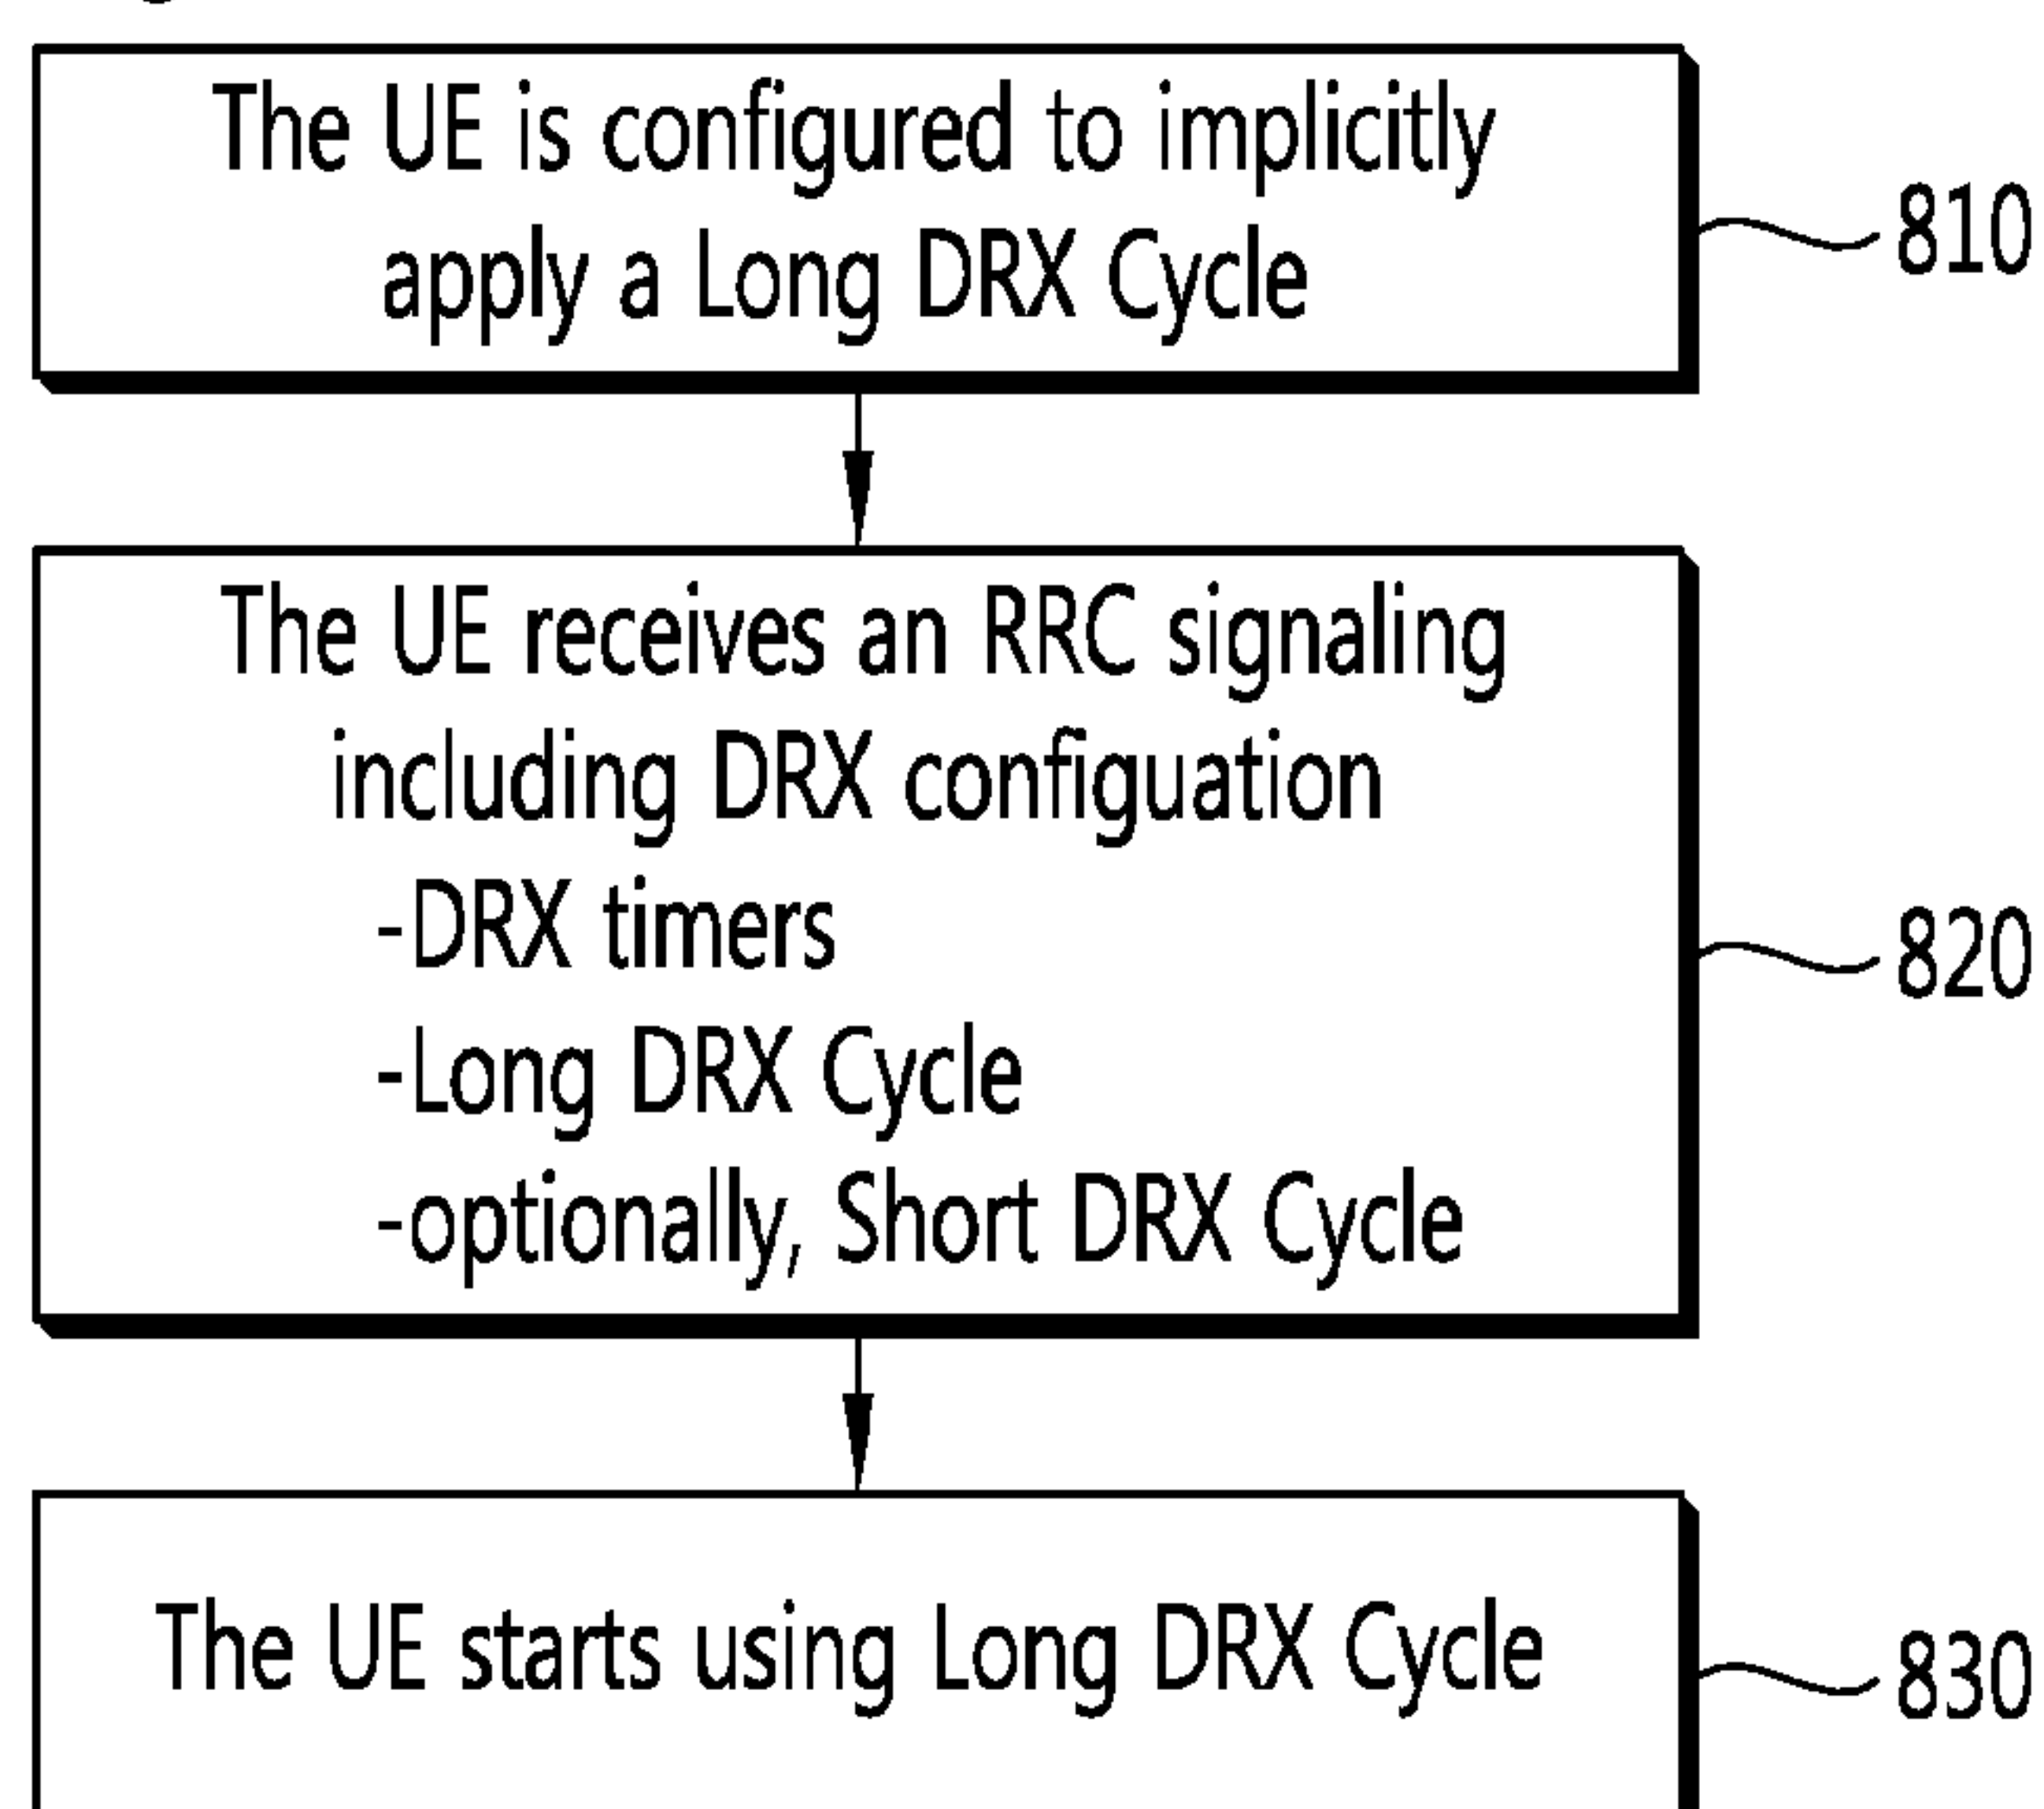 The UE is configured to implicitly
apply a Long DRX Cycle
810
The UE receives an RRC signaling
including DRX configuation
-DRX timers
-Long DRX Cycle
-optionally, Short DRX Cycle
820
The UE starts using Long DRX Cycle
830